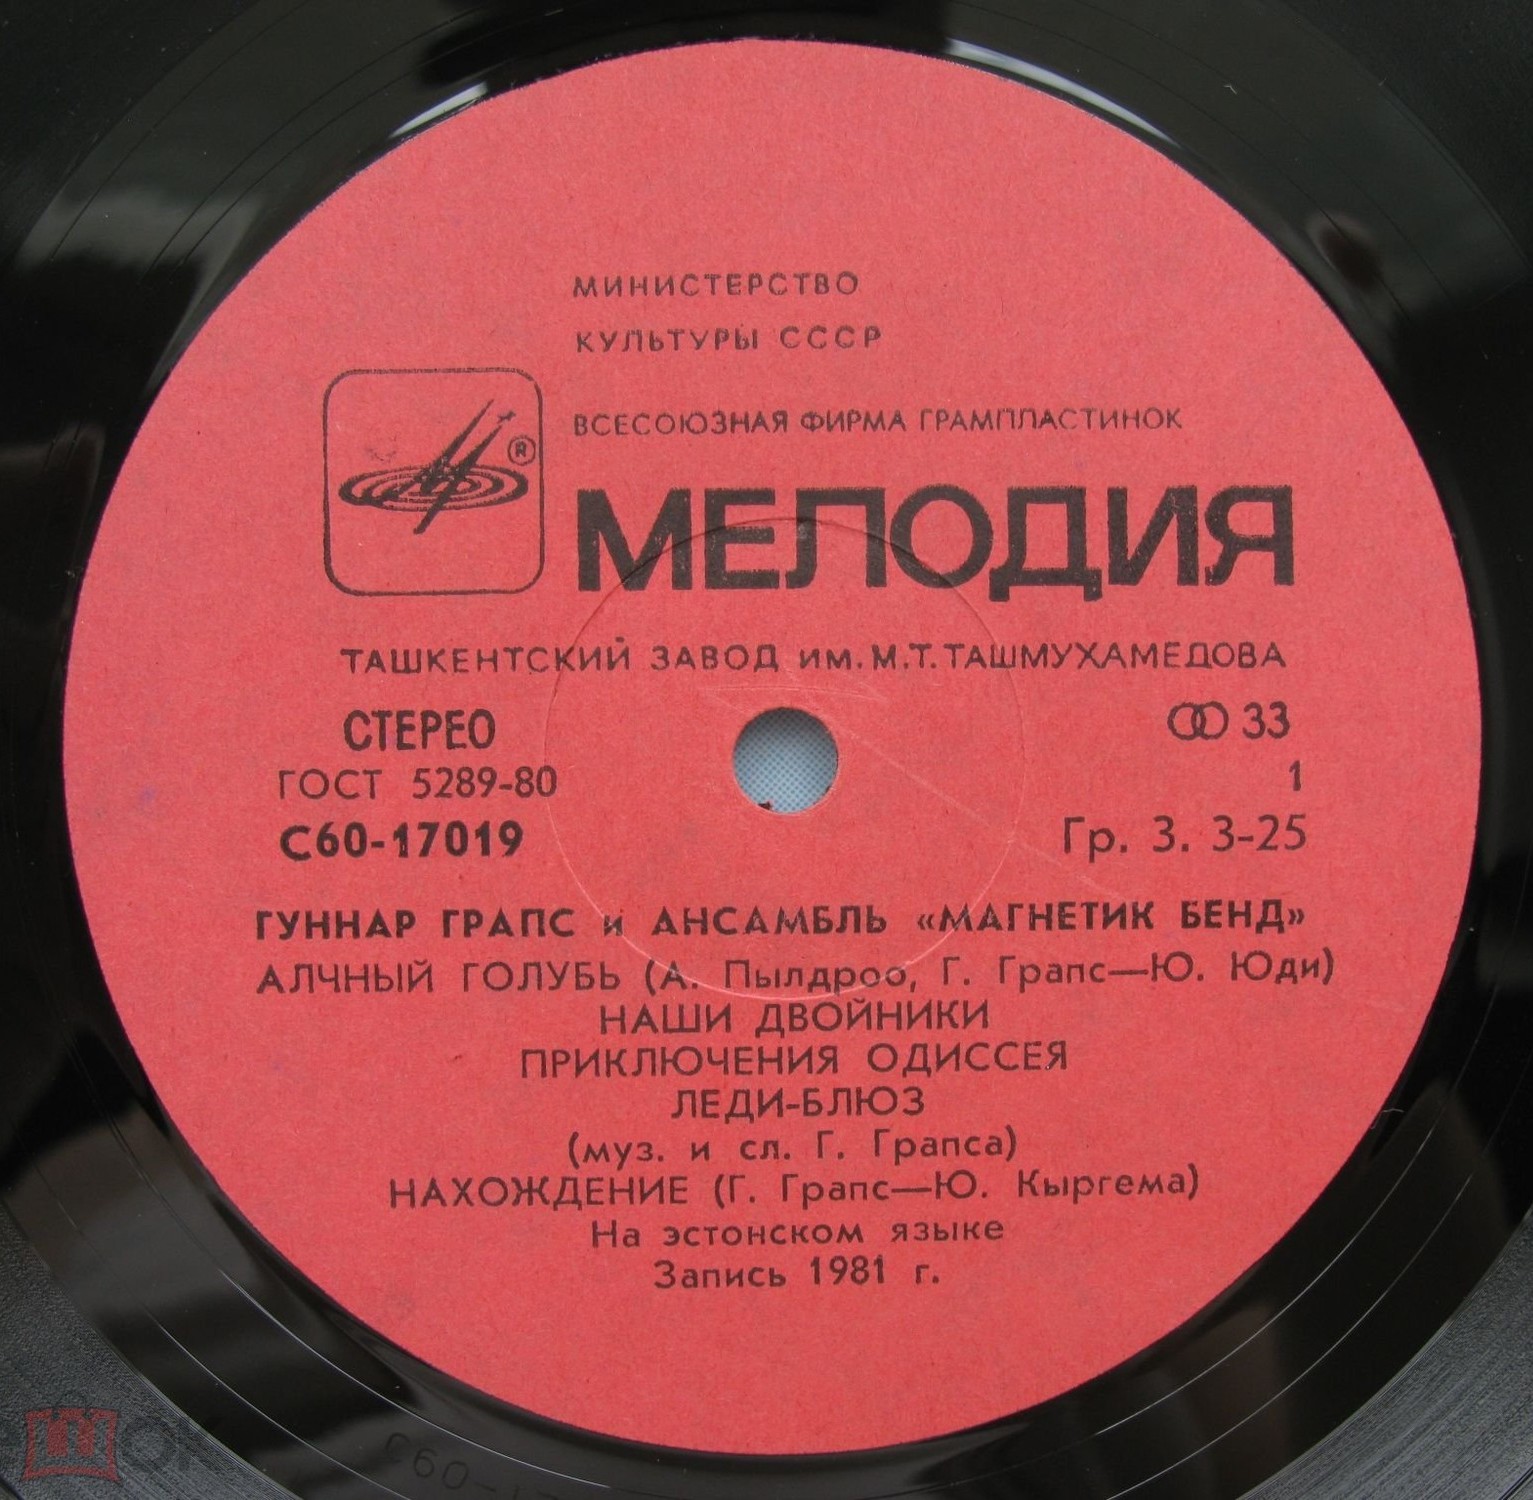 МИНИСТЕРСТВО
КУЛЬТУРЫ СССР
ВСЕСОЮЗНАЯ ФИРМА ГРАМПЛАСТИНОК
®
МЕЛОДИЯ
ТАШКЕНТСКИЙ ЗАВОД ИМ. М.Т. ТАШМУХАМЕДОВА
СТЕРЕО 33
ГОСТ 5289-80 1
С60-17019 Гр. 3. 3-25
ГУННАР ГРАПС и АНСАМБЛЬ «МАГНЕТИК БЕНД»
АЛЧНЫЙ ГОЛУБЬ (А. Пылдроо, Г. Грапс—Ю. Юди)
НАШИ ДВОЙНИКИ
ПРИКЛЮЧЕНИЯ ОДИССЕЯ
ЛЕДИ-БЛЮЗ
(муз. и сл. Г. Грапса)
НАХОЖДЕНИЕ (Г. Грапс—Ю. Кыргема)
На эстонском языке
Запись 1981 г.